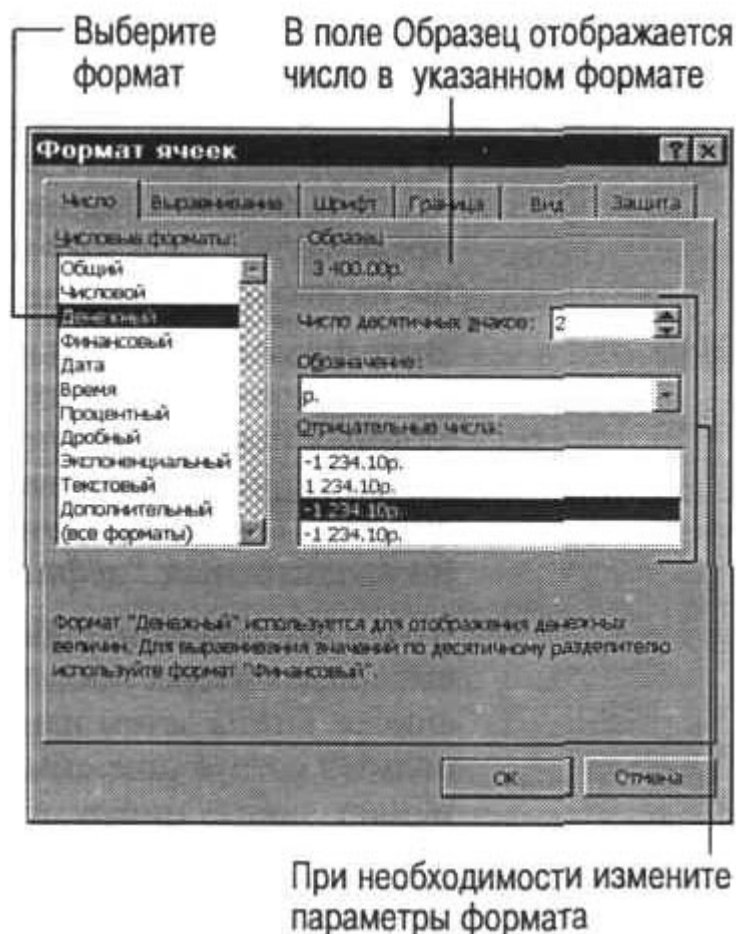 Выберите
формат
В поле Образец отображается
число в указанном формате
Формат ячеек
Число Выравнивание Шрифт Граница Вид Защита
Числовые форматы:
Общий
Числовой
Денежный
Финансовый
Дата
Время
Процентный
Дробный
Экспоненциальный
Текстовый
Дополнительный
(все форматы)
Образец
3 400.00р.
Число десятичных знаков: 2
Обозначение:
р.
Отрицательные числа:
-1 234.10р.
1 234.10р.
-1 234.10р.
-1 234.10р.
Формат "Денежный" используется для отображения денежных
величин. Для выравнивания значений по десятичному разделителю
используйте формат "Финансовый".
OK Отмена
При необходимости измените
параметры формата